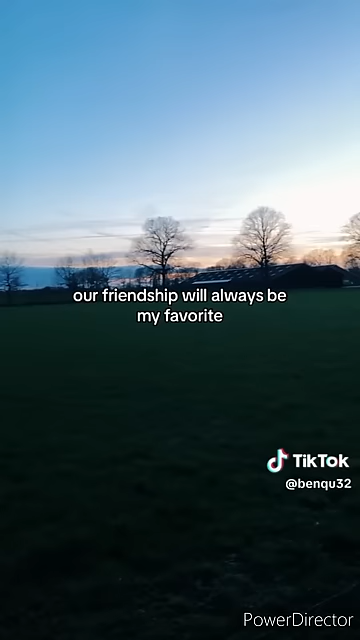 our friendship will always be
my favorite
TikTok
@benqu32
PowerDirector